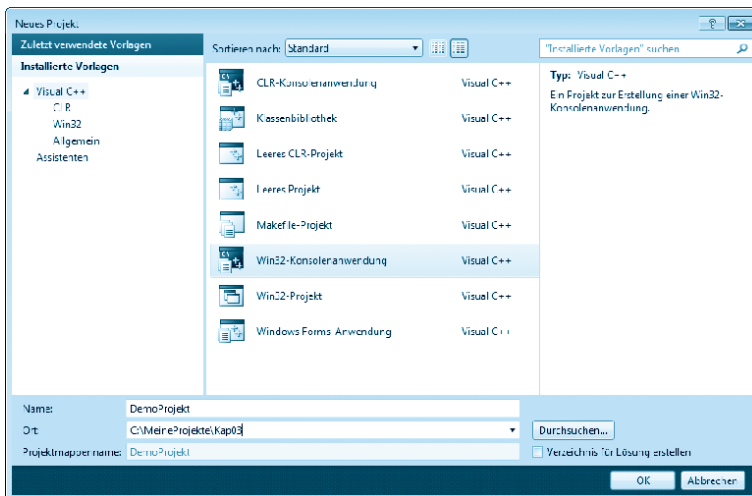 Neues Projekt
Zuletzt verwendete Vorlagen
Installierte Vorlagen
Visual C++
CLR
Win32
Allgemein
Assistenten
Sortieren nach: Standard
CLR-Konsolenanwendung Visual C++
Klassenbibliothek Visual C++
Leeres CLR-Projekt Visual C++
Leeres Projekt Visual C++
Makefile-Projekt Visual C++
Win32-Konsolenanwendung Visual C++
Win32-Projekt Visual C++
Windows Forms-Anwendung Visual C++
"Installierte Vorlagen" suchen
Typ: Visual C++
Ein Projekt zur Erstellung einer Win32-
Konsolenanwendung.
Name: DemoProjekt
Ort: C:\MeineProjekte\Kap03
Durchsuchen...
Projektmappenname: DemoProjekt
Verzeichnis für Lösung erstellen
OK Abbrechen